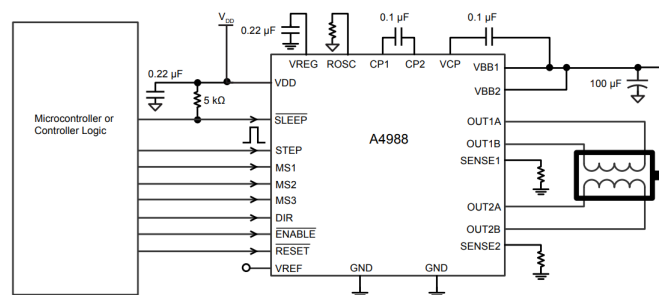 V_DD
0.22 µF
0.1 µF
0.1 µF
VREG
ROSC
CP1
CP2
VCP
VBB1
0.22 µF
VDD
5 kΩ
VBB2
100 µF
Microcontroller or
Controller Logic
SLEEP
A4988
OUT1A
OUT1B
STEP
SENSE1
MS1
MS2
MS3
OUT2A
DIR
OUT2B
ENABLE
SENSE2
RESET
VREF
GND
GND